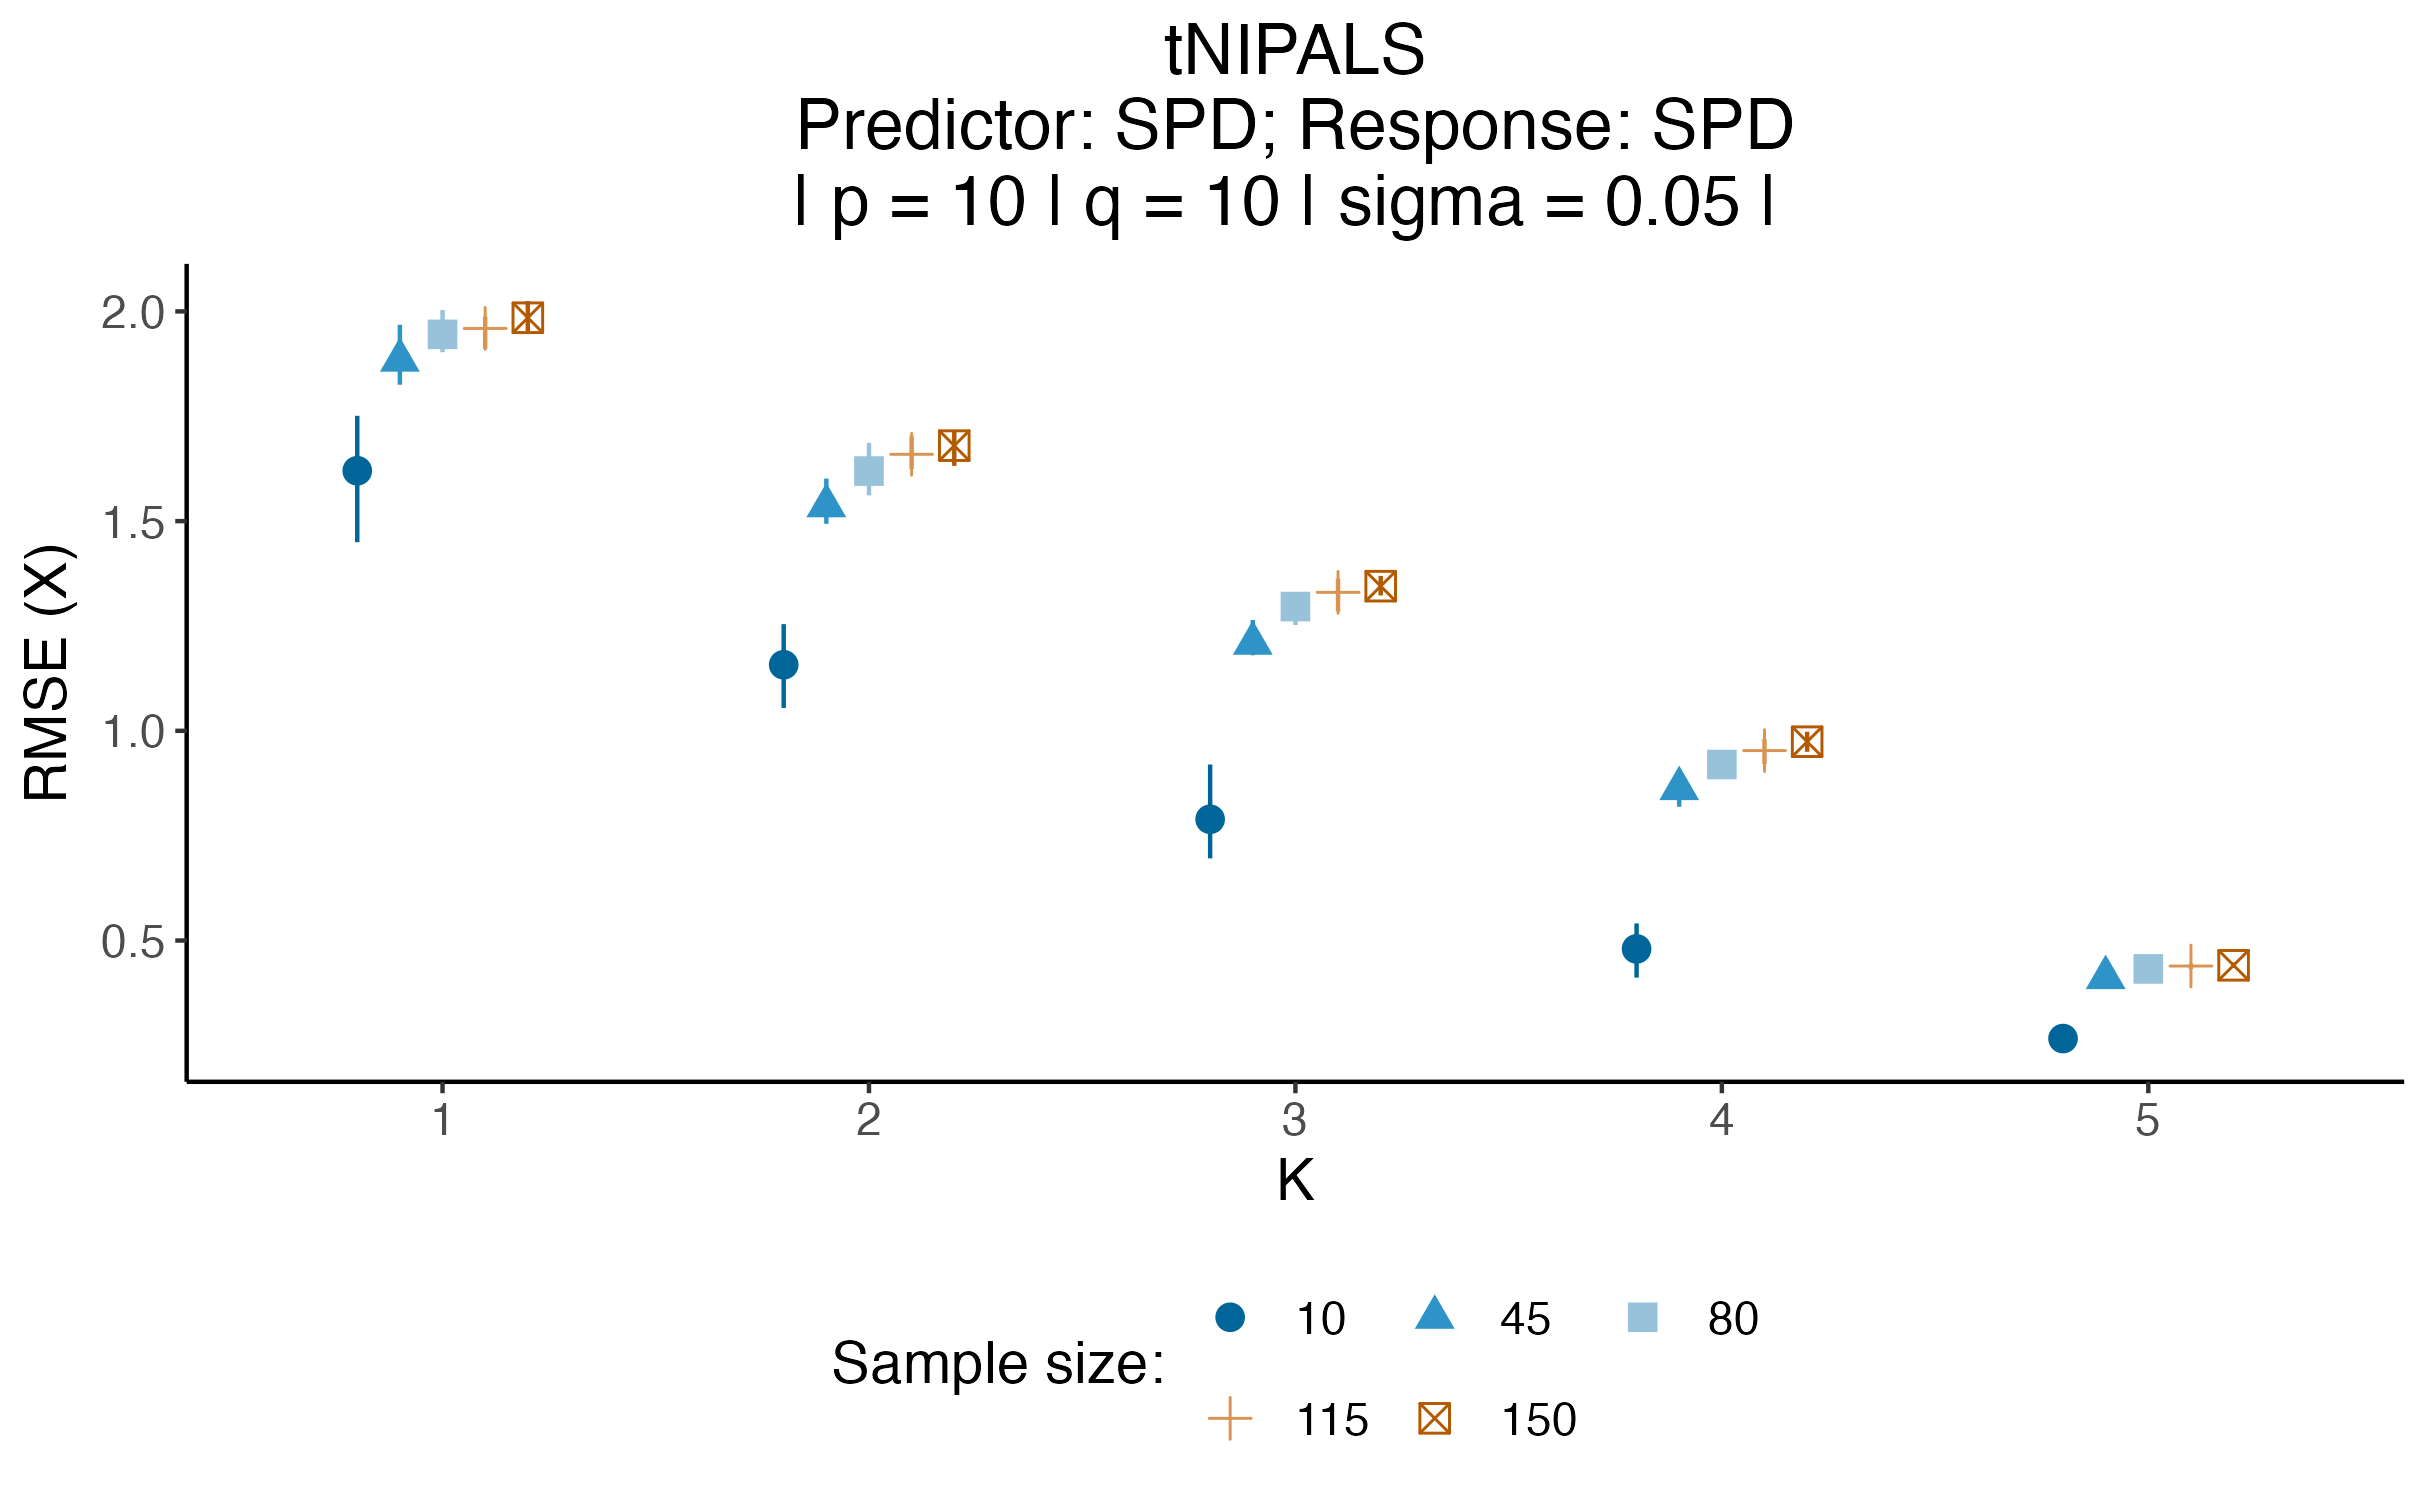 tNIPALS
Predictor: SPD; Response: SPD
| p = 10 | q = 10 | sigma = 0.05 |
RMSE (X)
2.0
1.5
1.0
0.5
1 2 3 4 5
K
Sample size:
10 45 80
115 150